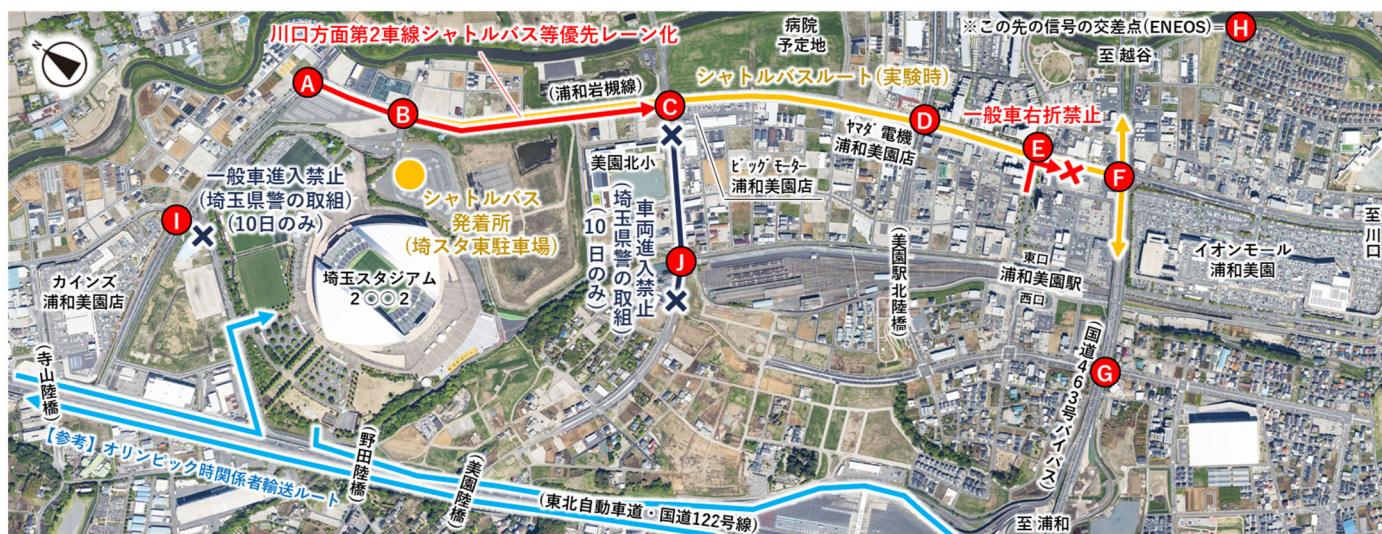 N
川口方面第2車線シャトルバス等優先レーン化
病院
予定地
※この先の信号の交差点(ENEOS)=
H
至 越谷
A
B
(浦和岩槻線)
C
シャトルバスルート(実験時)
D
ヤマダ電機
浦和美園店
一般車右折禁止
E
F
美園北小
ビッグモーター
浦和美園店
一般車進入禁止
(埼玉県警の取組)
(10日のみ)
I
シャトルバス
発着所
(埼スタ東駐車場)
車両進入禁止
(埼玉県警の取組)
(10日のみ)
J
カインズ
浦和美園店
埼玉スタジアム
2○○2
(美園駅北陸橋)
東口
浦和美園駅
西口
イオンモール
浦和美園
至 川口
(国道463号バイパス)
G
(寺山陸橋)
【参考】オリンピック時関係者輸送ルート
(野田陸橋)
(美園陸橋)
(東北自動車道・国道122号線)
至 浦和